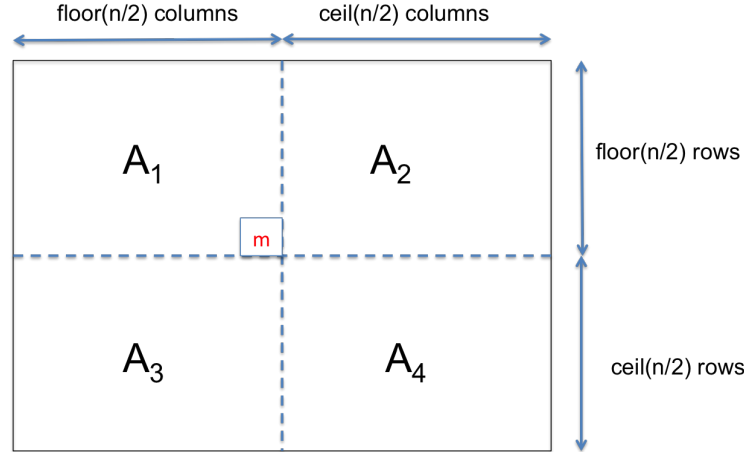 floor(n/2) columns
ceil(n/2) columns
A₁
A₂
floor(n/2) rows
m
A₃
A₄
ceil(n/2) rows